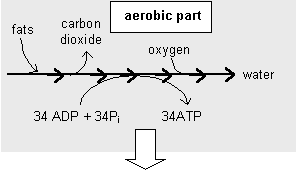 aerobic part
fats
carbon
dioxide
oxygen
water
34 ADP + 34Pi
34ATP